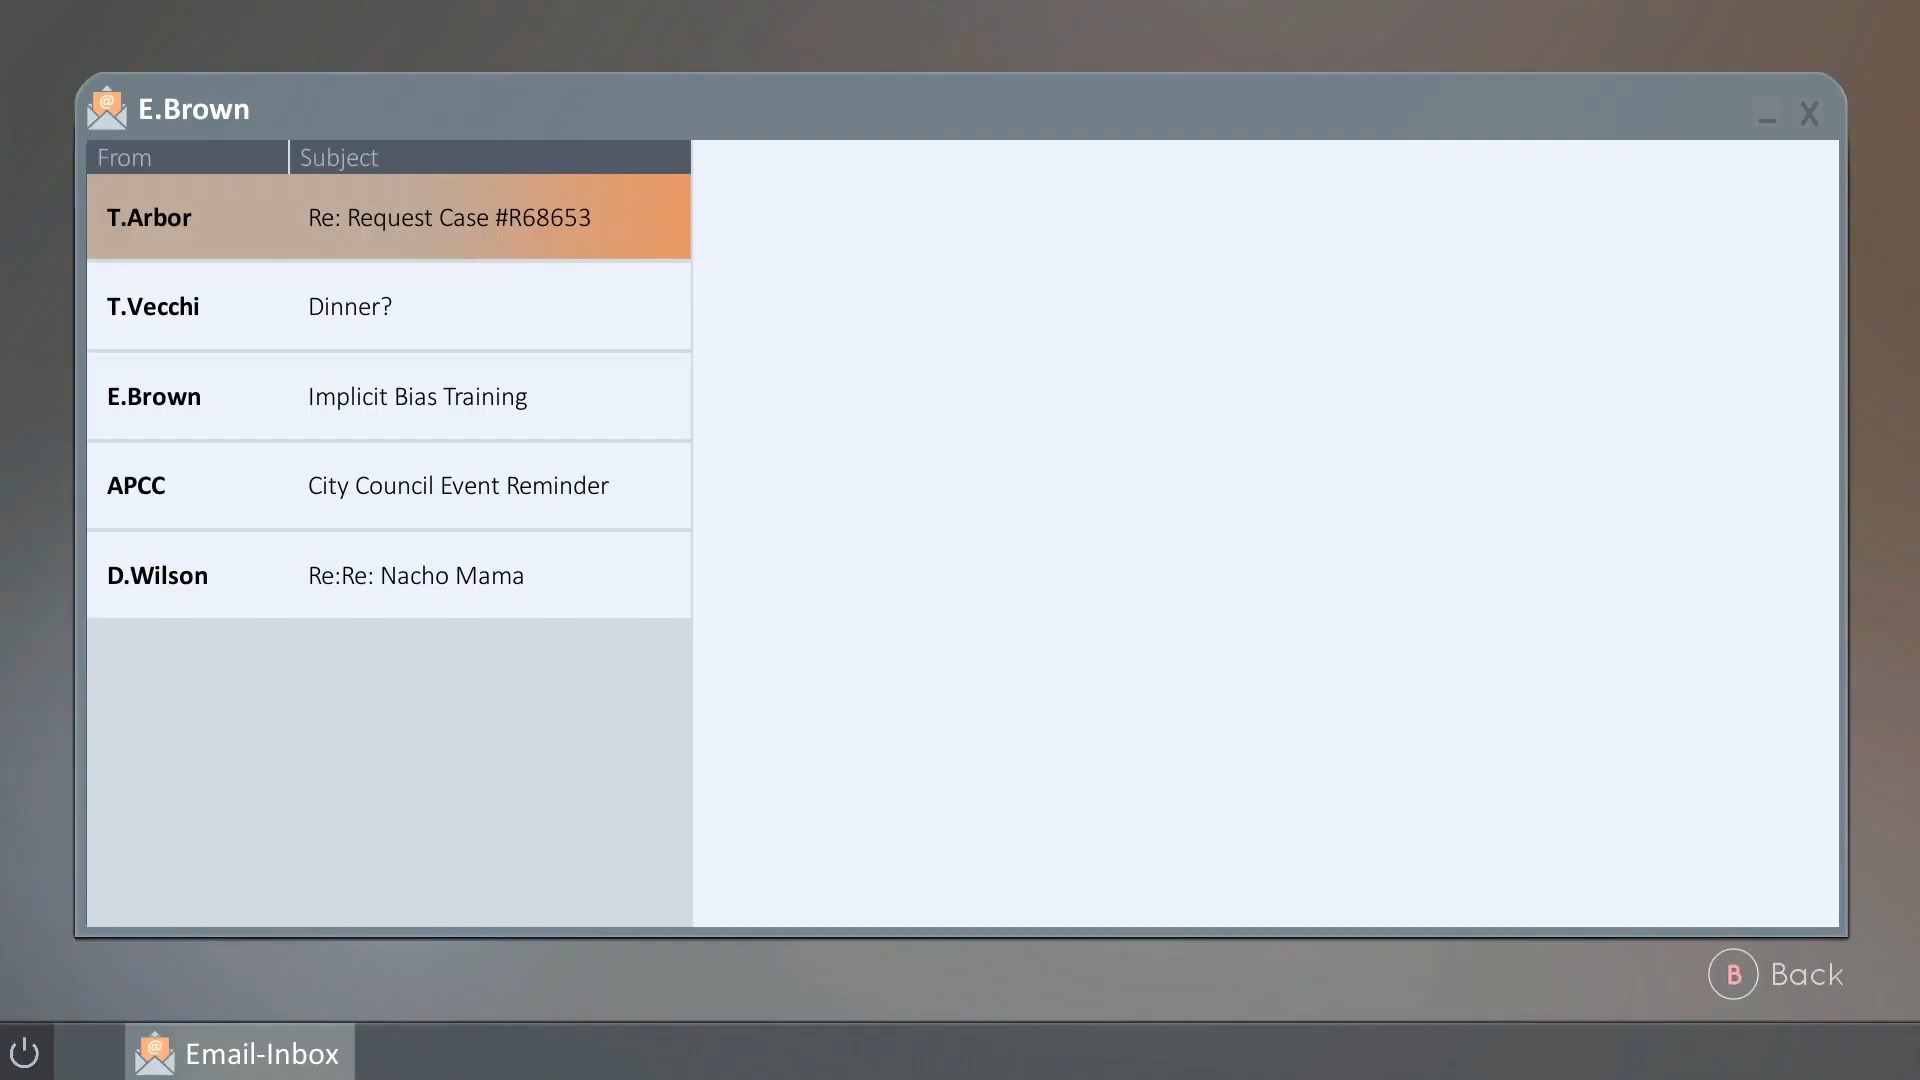 E.Brown
From Subject
T.Arbor Re: Request Case #R68653
T.Vecchi Dinner?
E.Brown Implicit Bias Training
APCC City Council Event Reminder
D.Wilson Re:Re: Nacho Mama
B Back
Email-Inbox